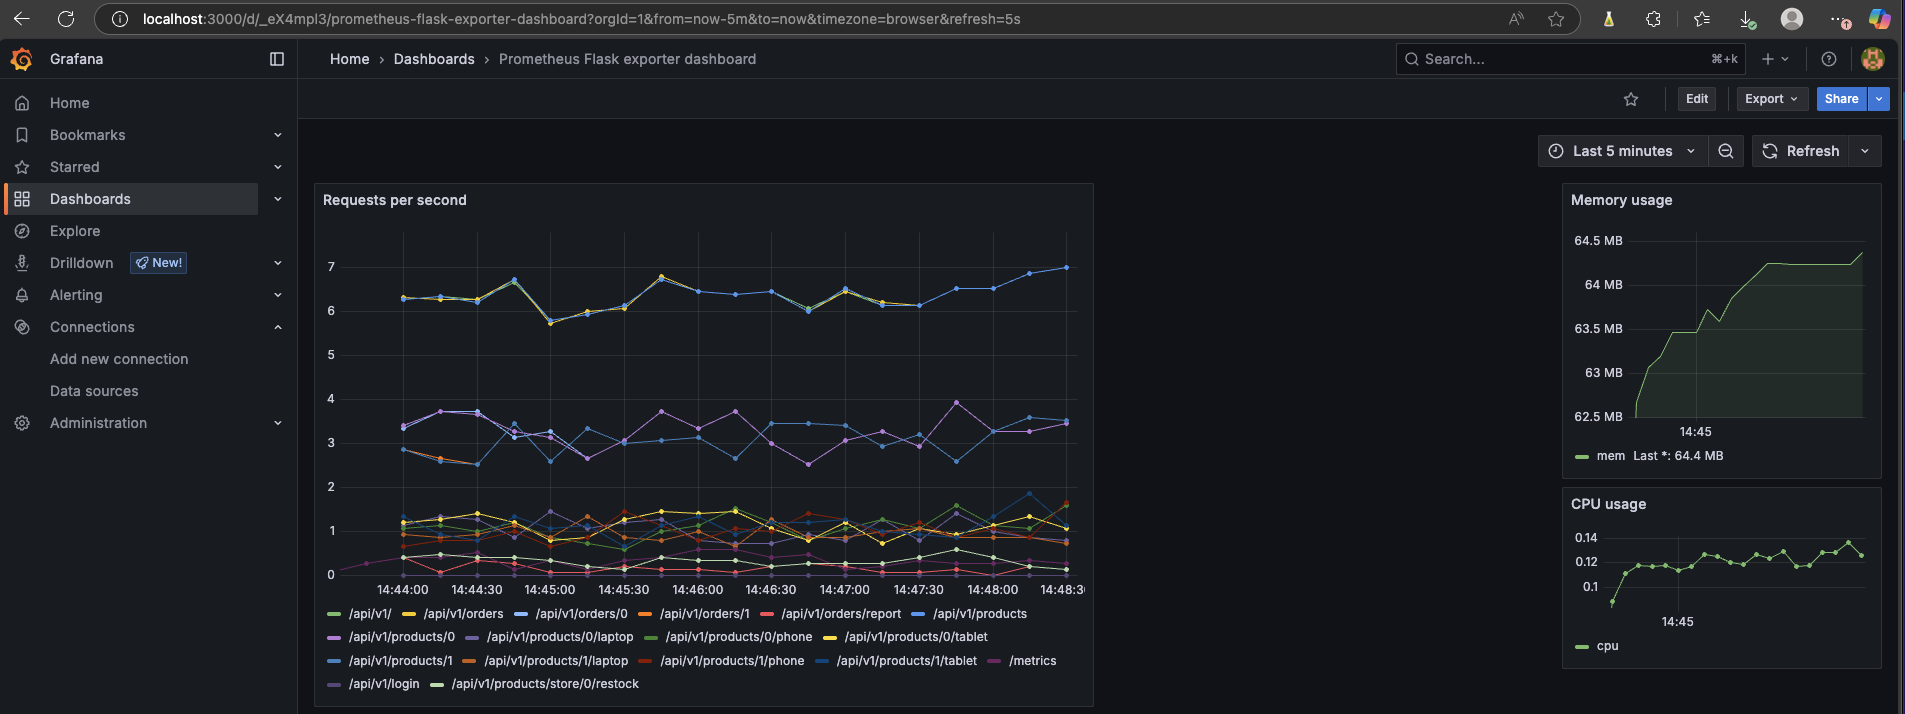 localhost:3000/d/_eX4mpl3/prometheus-flask-exporter-dashboard?orgId=1&from=now-5m&to=now&timezone=browser&refresh=5s
Grafana
Home › Dashboards › Prometheus Flask exporter dashboard
Search... ⌘+k
Edit Export Share
Home
Bookmarks
Starred
Dashboards
Explore
Drilldown New!
Alerting
Connections
Add new connection
Data sources
Administration
Last 5 minutes Refresh
Requests per second
7
6
5
4
3
2
1
0
14:44:00 14:44:30 14:45:00 14:45:30 14:46:00 14:46:30 14:47:00 14:47:30 14:48:00 14:48:3
/api/v1/ /api/v1/orders /api/v1/orders/0 /api/v1/orders/1 /api/v1/orders/report /api/v1/products
/api/v1/products/0 /api/v1/products/0/laptop /api/v1/products/0/phone /api/v1/products/0/tablet
/api/v1/products/1 /api/v1/products/1/laptop /api/v1/products/1/phone /api/v1/products/1/tablet /metrics
/api/v1/login /api/v1/products/store/0/restock
Memory usage
64.5 MB
64 MB
63.5 MB
63 MB
62.5 MB
14:45
mem Last *: 64.4 MB
CPU usage
0.14
0.12
0.1
14:45
cpu